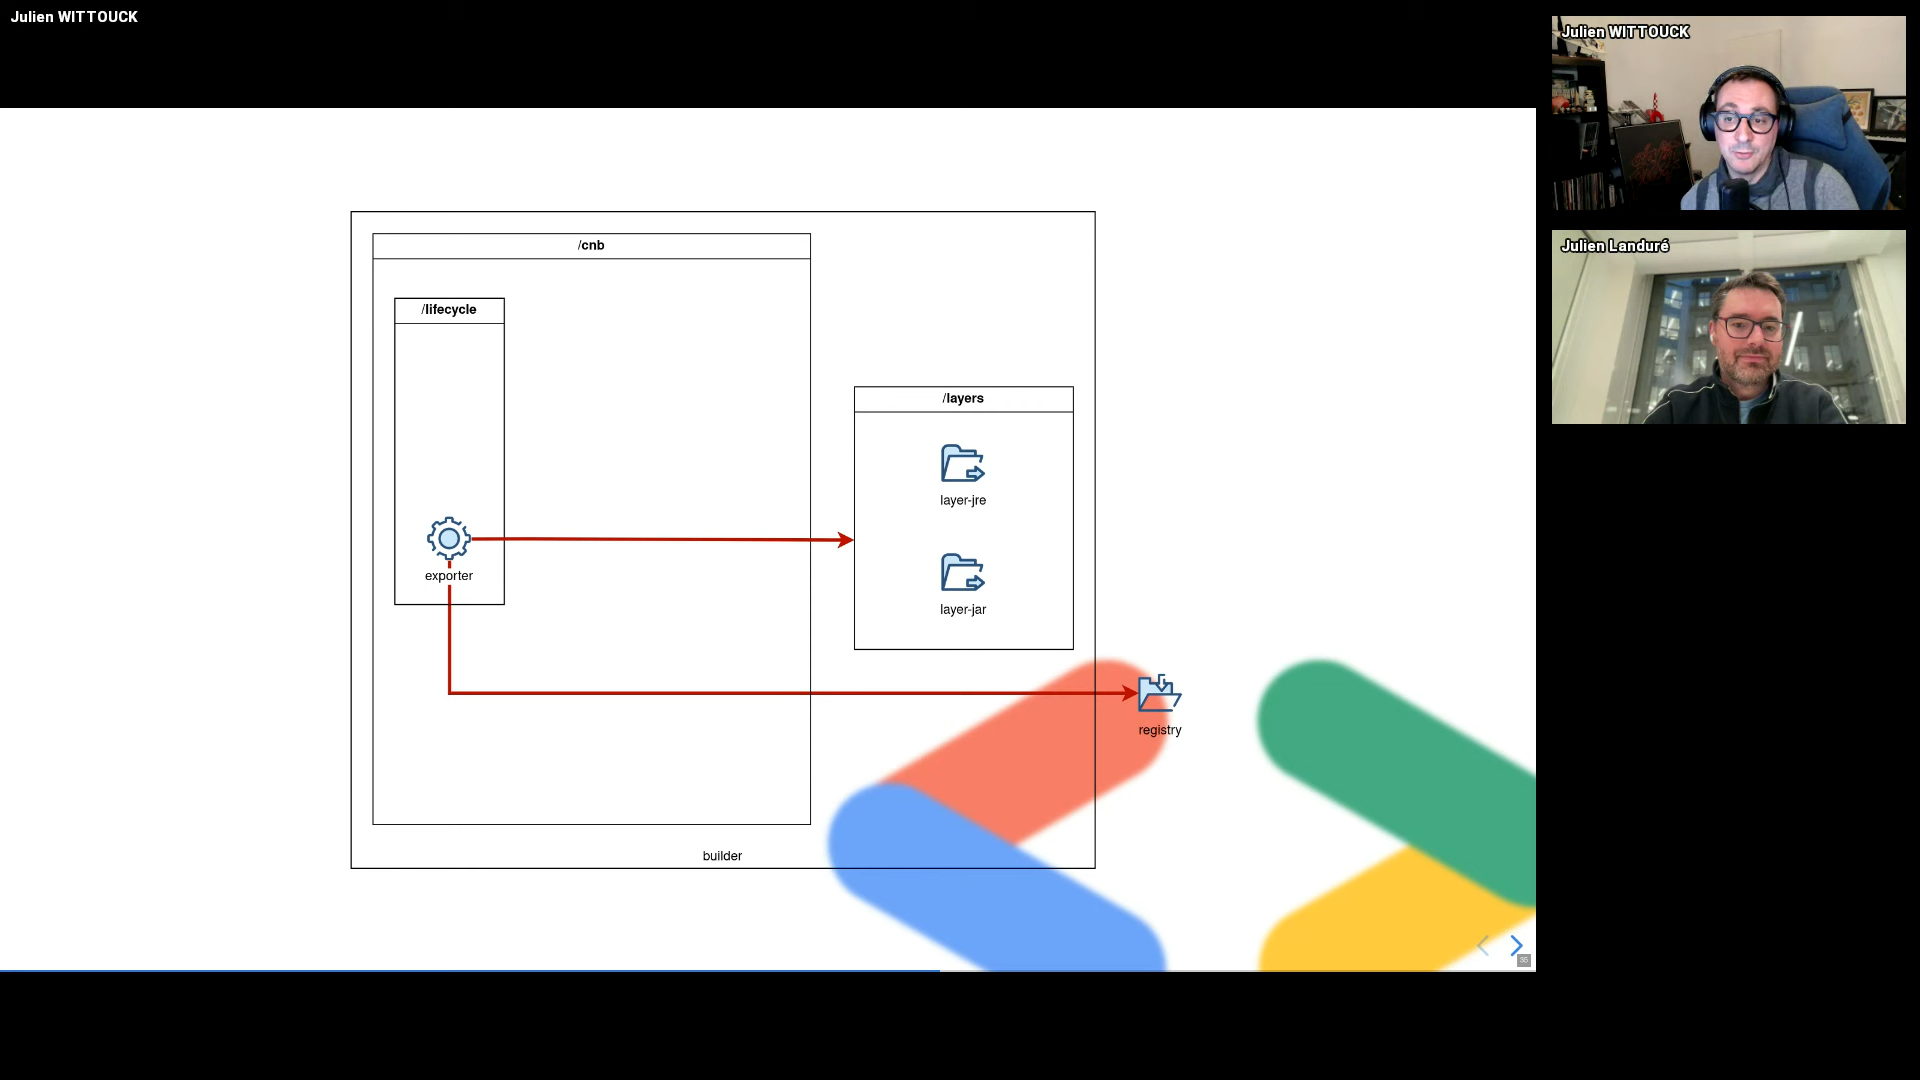 Julien WITTOUCK
Julien WITTOUCK
Julien Landuré
/cnb
/lifecycle
/layers
layer-jre
exporter
layer-jar
registry
builder